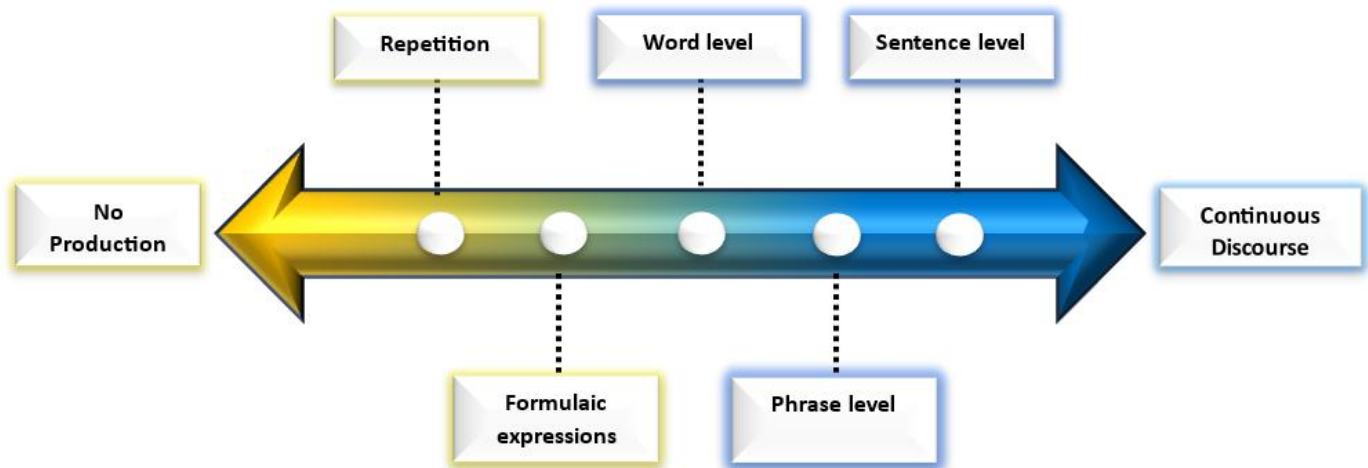 Repetition
Word level
Sentence level
No
Production
Continuous
Discourse
Formulaic
expressions
Phrase level